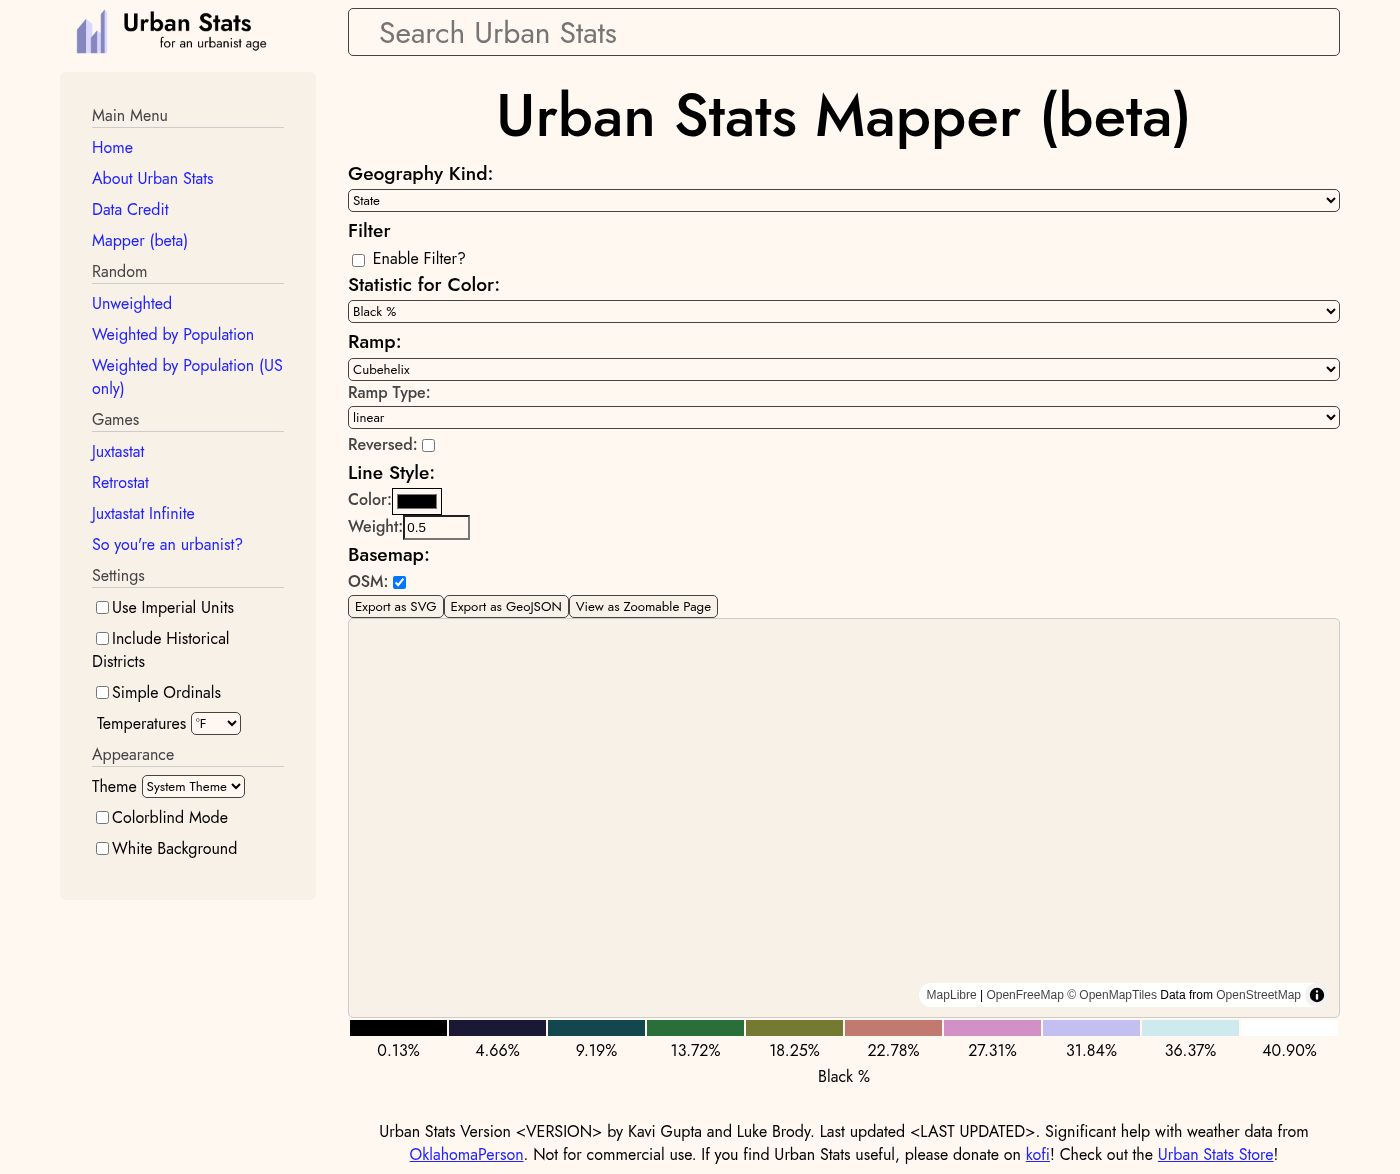 Urban Stats
for an urbanist age
Search Urban Stats
Main Menu
Home
About Urban Stats
Data Credit
Mapper (beta)
Random
Unweighted
Weighted by Population
Weighted by Population (US
only)
Games
Juxtastat
Retrostat
Juxtastat Infinite
So you're an urbanist?
Settings
Use Imperial Units
Include Historical
Districts
Simple Ordinals
Temperatures °F
Appearance
Theme System Theme
Colorblind Mode
White Background
Urban Stats Mapper (beta)
Geography Kind:
State
Filter
Enable Filter?
Statistic for Color:
Black %
Ramp:
Cubehelix
Ramp Type:
linear
Reversed:
Line Style:
Color:
Weight: 0.5
Basemap:
OSM:
Export as SVG Export as GeoJSON View as Zoomable Page
MapLibre | OpenFreeMap © OpenMapTiles Data from OpenStreetMap
0.13% 4.66% 9.19% 13.72% 18.25% 22.78% 27.31% 31.84% 36.37% 40.90%
Black %
Urban Stats Version <VERSION> by Kavi Gupta and Luke Brody. Last updated <LAST UPDATED>. Significant help with weather data from
OklahomaPerson. Not for commercial use. If you find Urban Stats useful, please donate on kofi! Check out the Urban Stats Store!